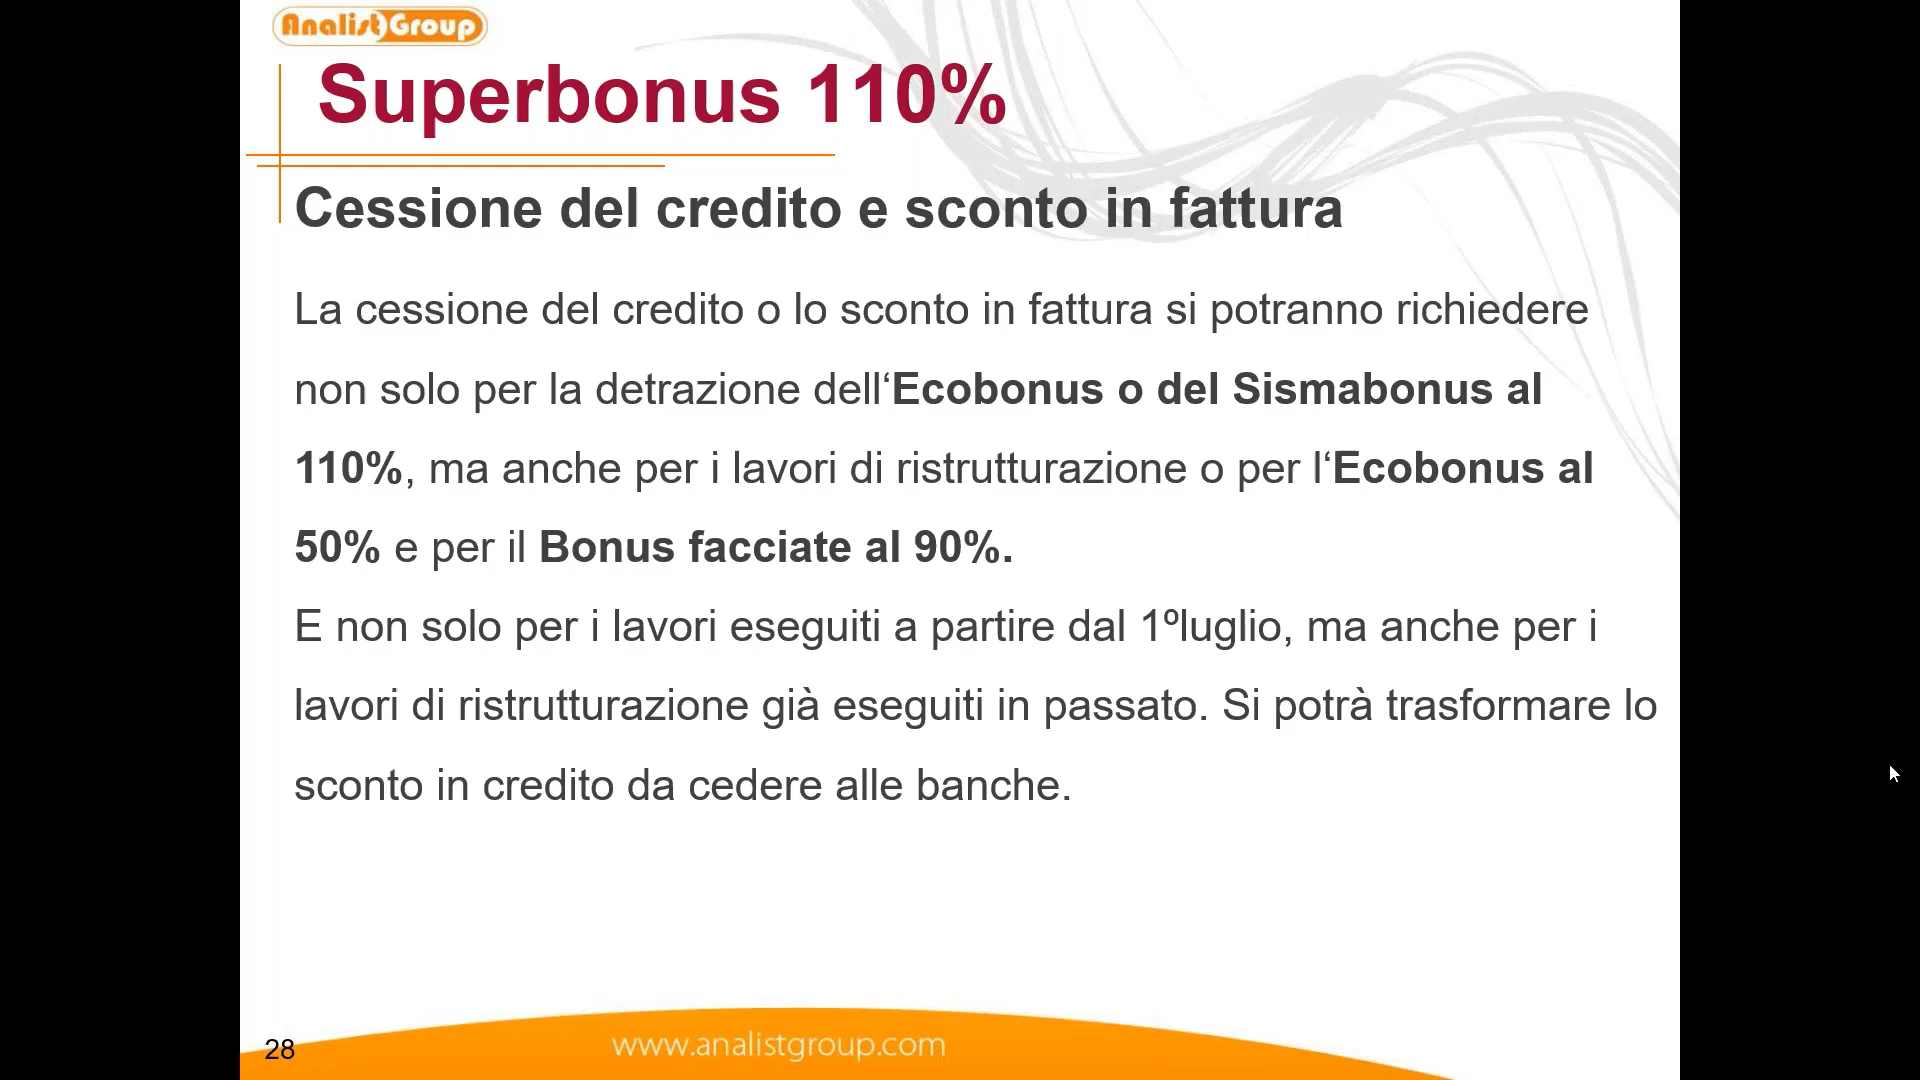 AnalistGroup
Superbonus 110%
Cessione del credito e sconto in fattura
La cessione del credito o lo sconto in fattura si potranno richiedere
non solo per la detrazione dell‘Ecobonus o del Sismabonus al
110%, ma anche per i lavori di ristrutturazione o per l‘Ecobonus al
50% e per il Bonus facciate al 90%.
E non solo per i lavori eseguiti a partire dal 1ºluglio, ma anche per i
lavori di ristrutturazione già eseguiti in passato. Si potrà trasformare lo
sconto in credito da cedere alle banche.
28
www.analistgroup.com